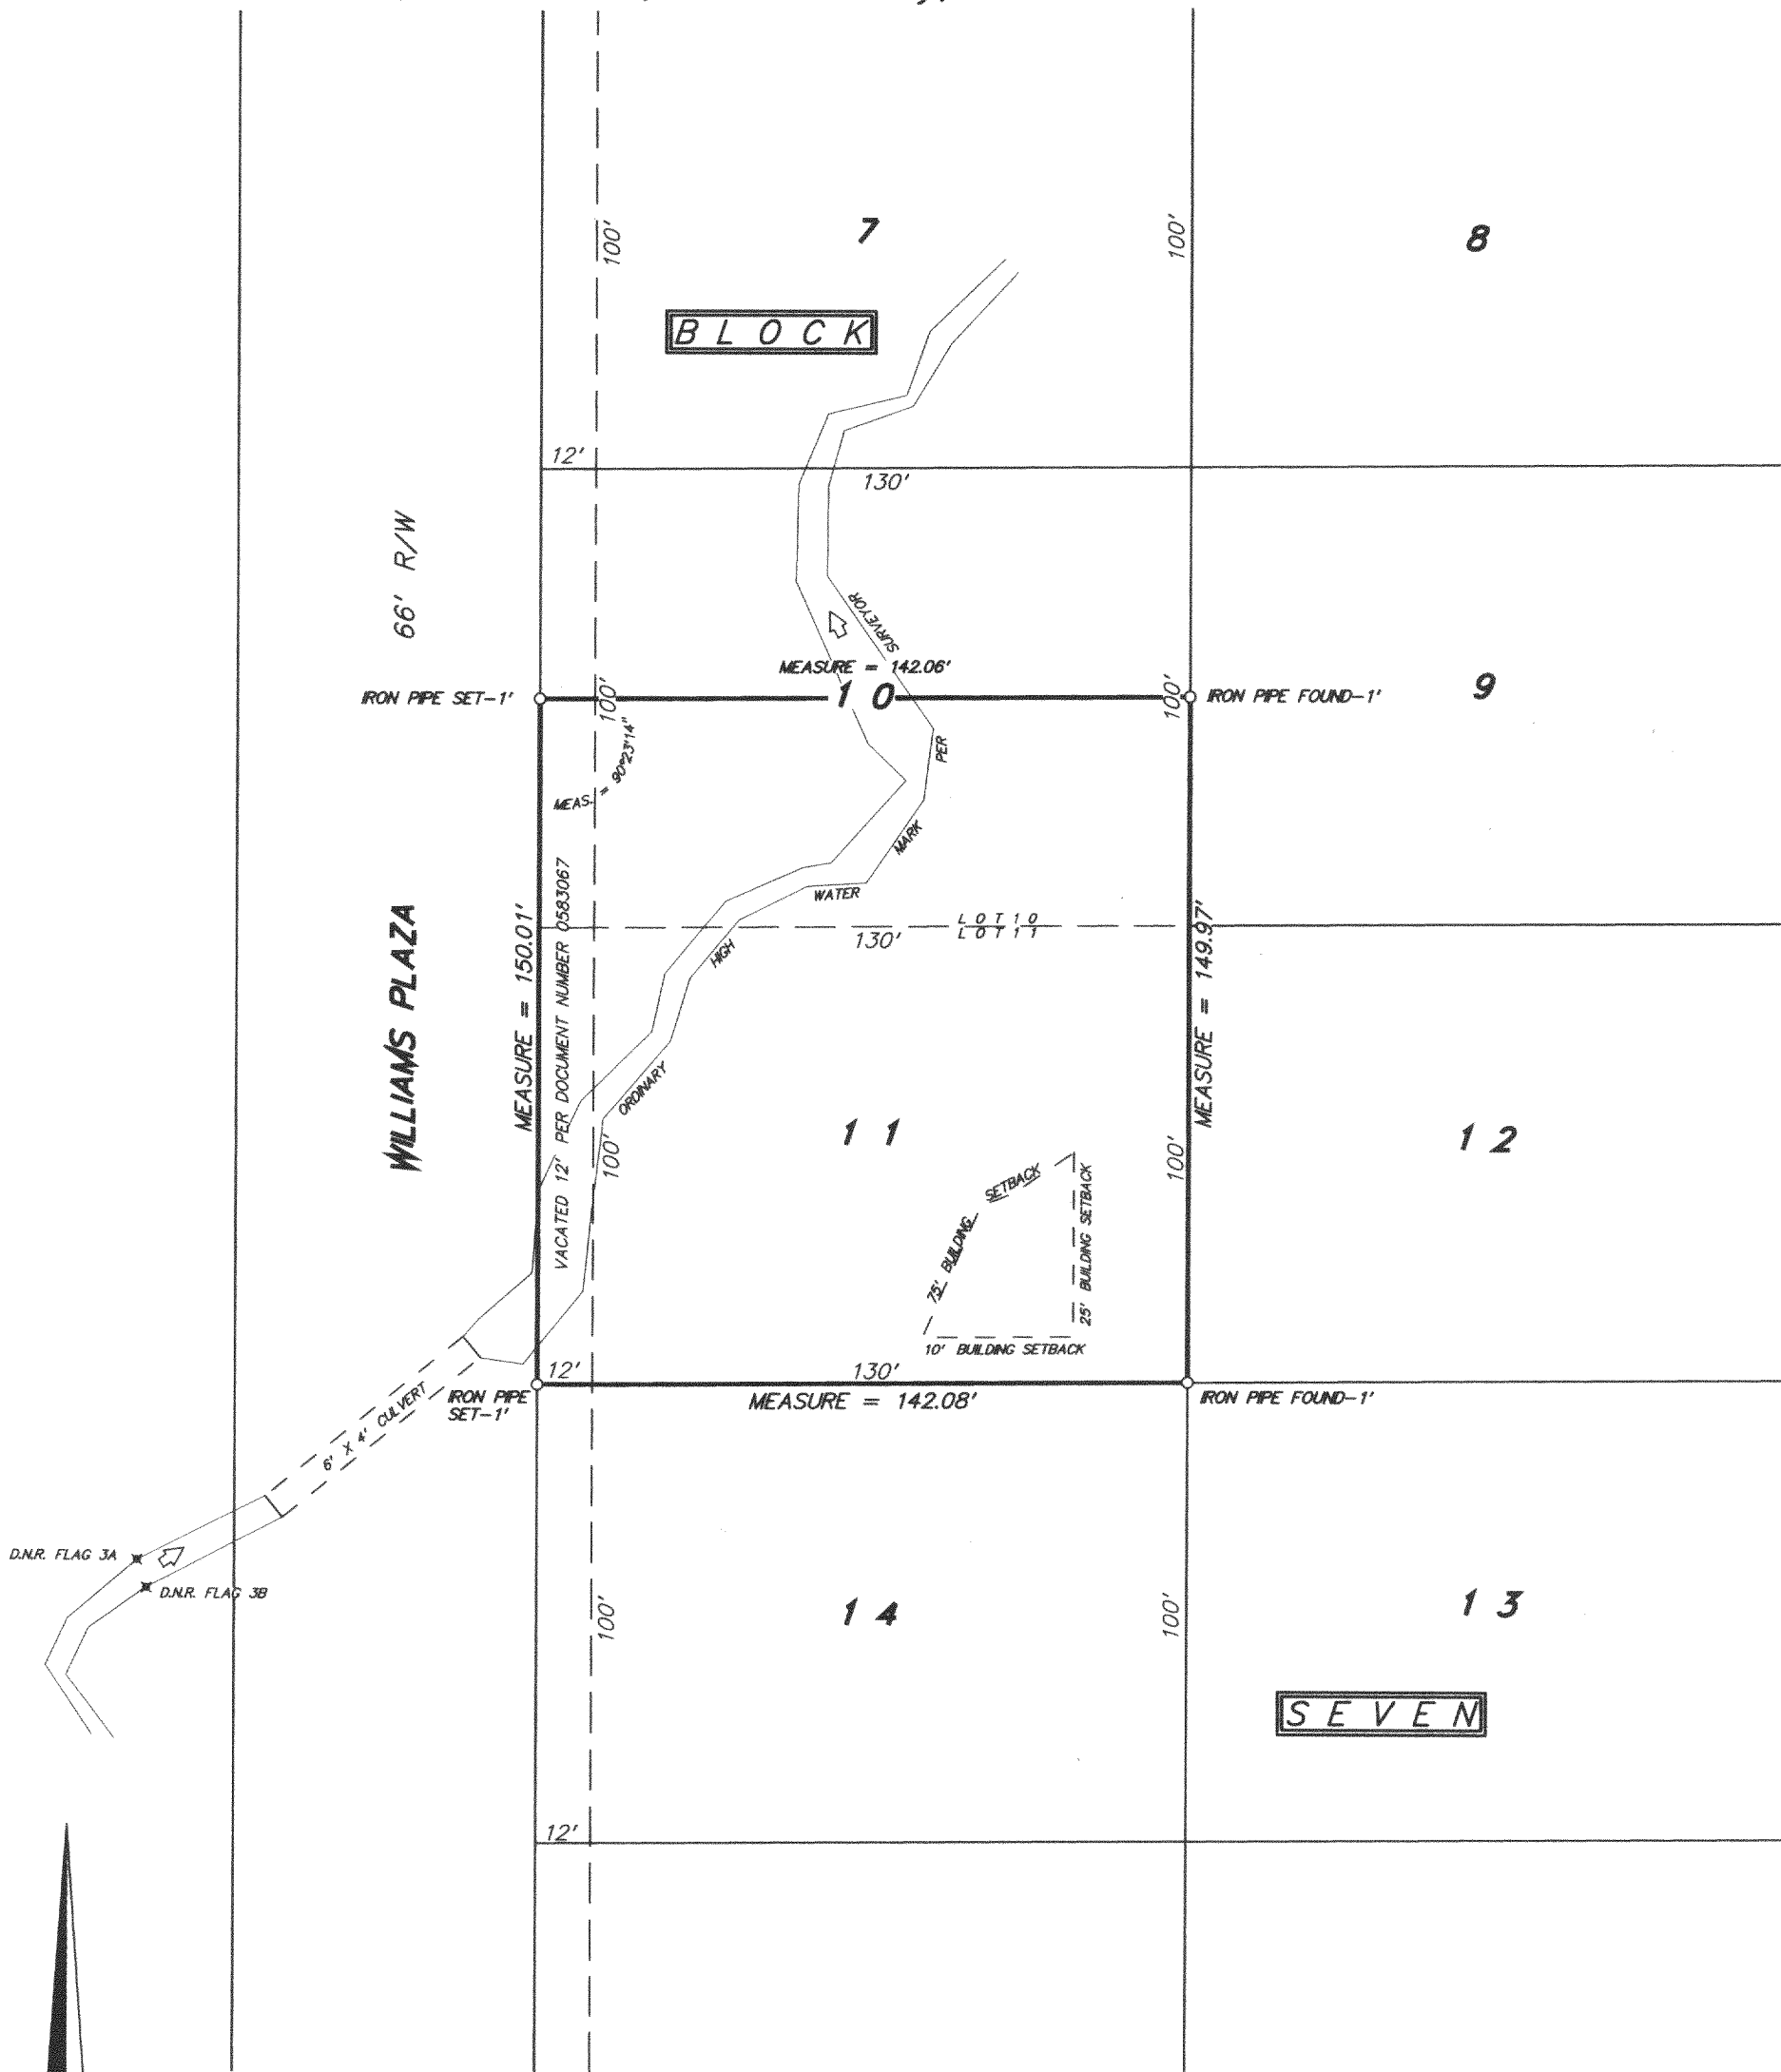 7
8
100'
100'
BLOCK
12'
130'
66' R/W
SURVEYOR
MEASURE = 142.06'
IRON PIPE SET-1'
100'
10
100'
IRON PIPE FOUND-1'
9
MEAS. = 90°23'14"
PER
MARK
WATER
HIGH
ORDINARY
LOT 10
130'
LOT 11
WILLIAMS PLAZA
MEASURE = 150.01'
VACATED 12' PER DOCUMENT NUMBER 0583067
MEASURE = 149.97'
100'
11
100'
12
75' BUILDING SETBACK
25' BUILDING SETBACK
10' BUILDING SETBACK
12'
130'
IRON PIPE
SET-1'
MEASURE = 142.08'
IRON PIPE FOUND-1'
6' X 4' CULVERT
D.N.R. FLAG 3A
D.N.R. FLAG 3B
100'
14
100'
13
SEVEN
12'